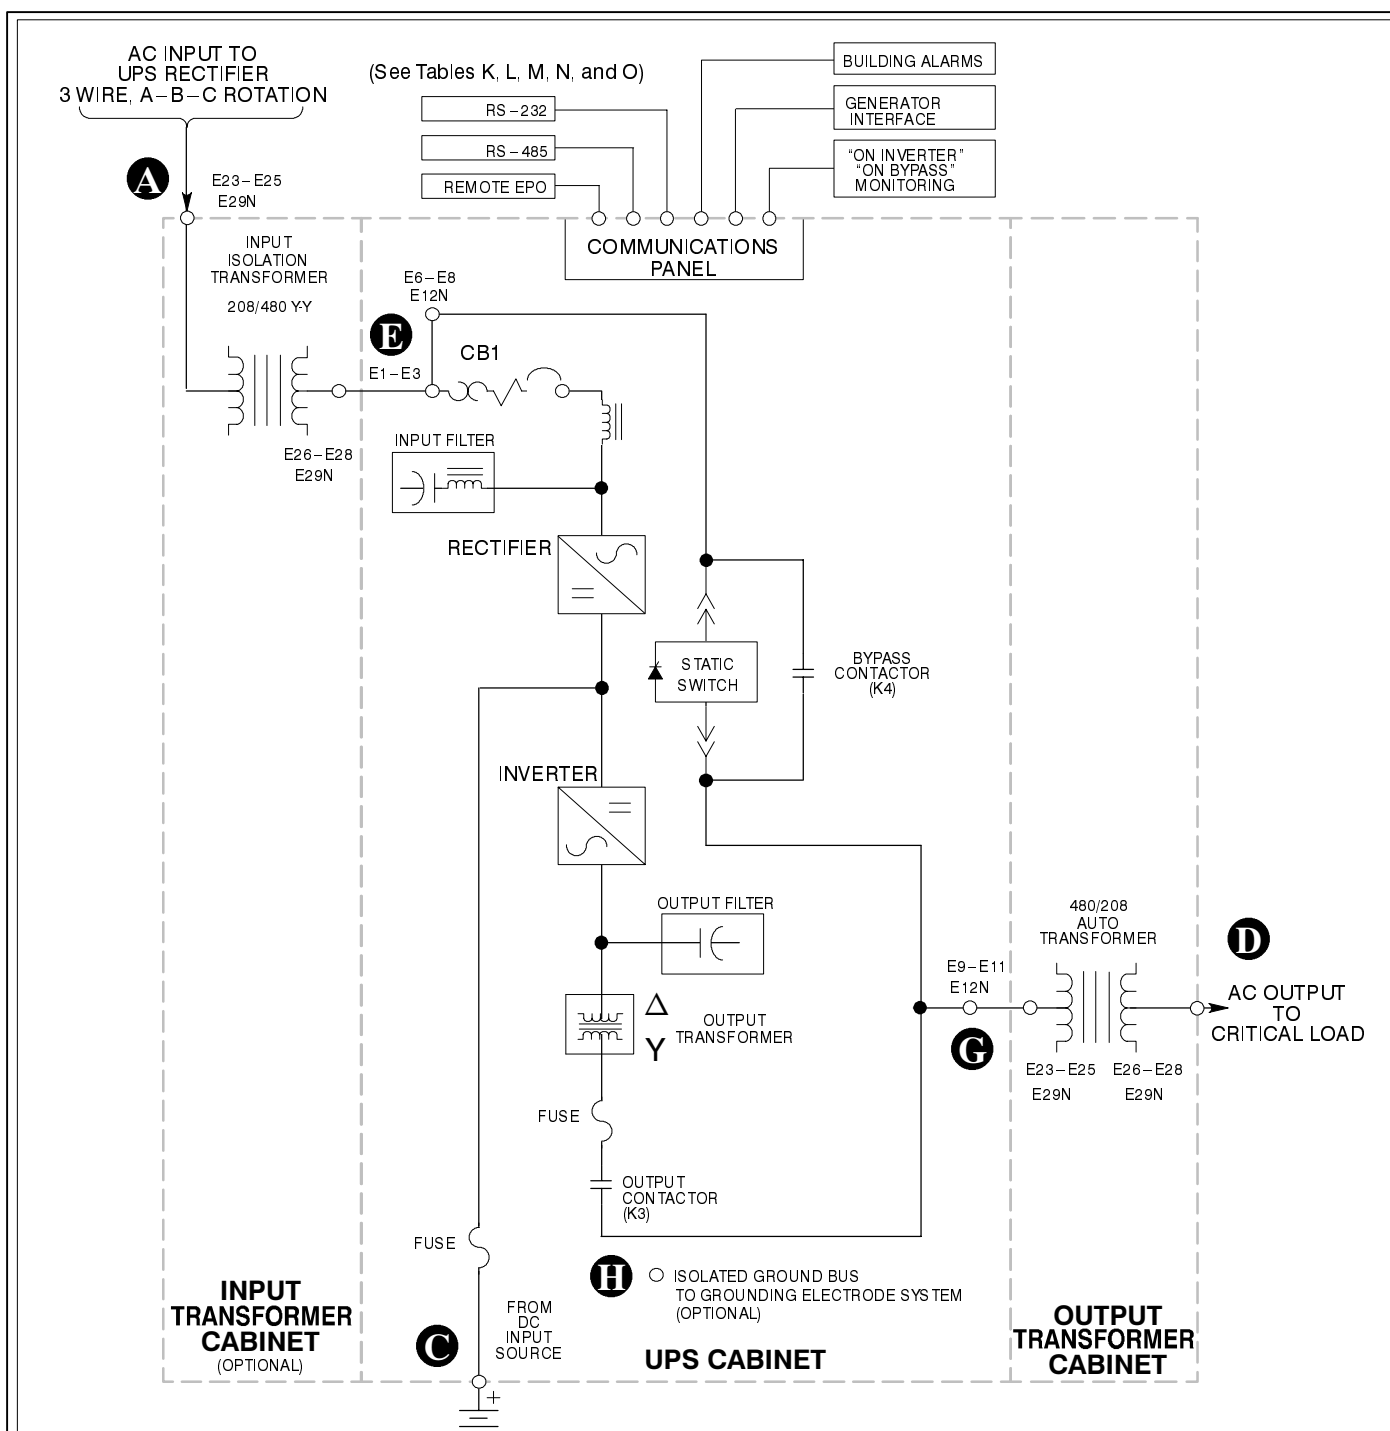 AC INPUT TO
UPS RECTIFIER
3 WIRE, A–B–C ROTATION
(See Tables K, L, M, N, and O)
RS–232
RS–485
REMOTE EPO
BUILDING ALARMS
GENERATOR
INTERFACE
“ON INVERTER”
“ON BYPASS”
MONITORING
A
E23–E25
E29N
COMMUNICATIONS
PANEL
INPUT
ISOLATION
TRANSFORMER
208/480 Y-Y
E6–E8
E12N
E
E1–E3
CB1
E26–E28
E29N
INPUT FILTER
RECTIFIER
STATIC
SWITCH
BYPASS
CONTACTOR
(K4)
INVERTER
OUTPUT FILTER
Δ
Y
OUTPUT
TRANSFORMER
FUSE
OUTPUT
CONTACTOR
(K3)
E9–E11
E12N
G
480/208
AUTO
TRANSFORMER
E23–E25
E29N
E26–E28
E29N
D
AC OUTPUT
TO
CRITICAL LOAD
FUSE
H
ISOLATED GROUND BUS
TO GROUNDING ELECTRODE SYSTEM
(OPTIONAL)
C
FROM
DC
INPUT
SOURCE
+
INPUT
TRANSFORMER
CABINET
(OPTIONAL)
UPS CABINET
OUTPUT
TRANSFORMER
CABINET